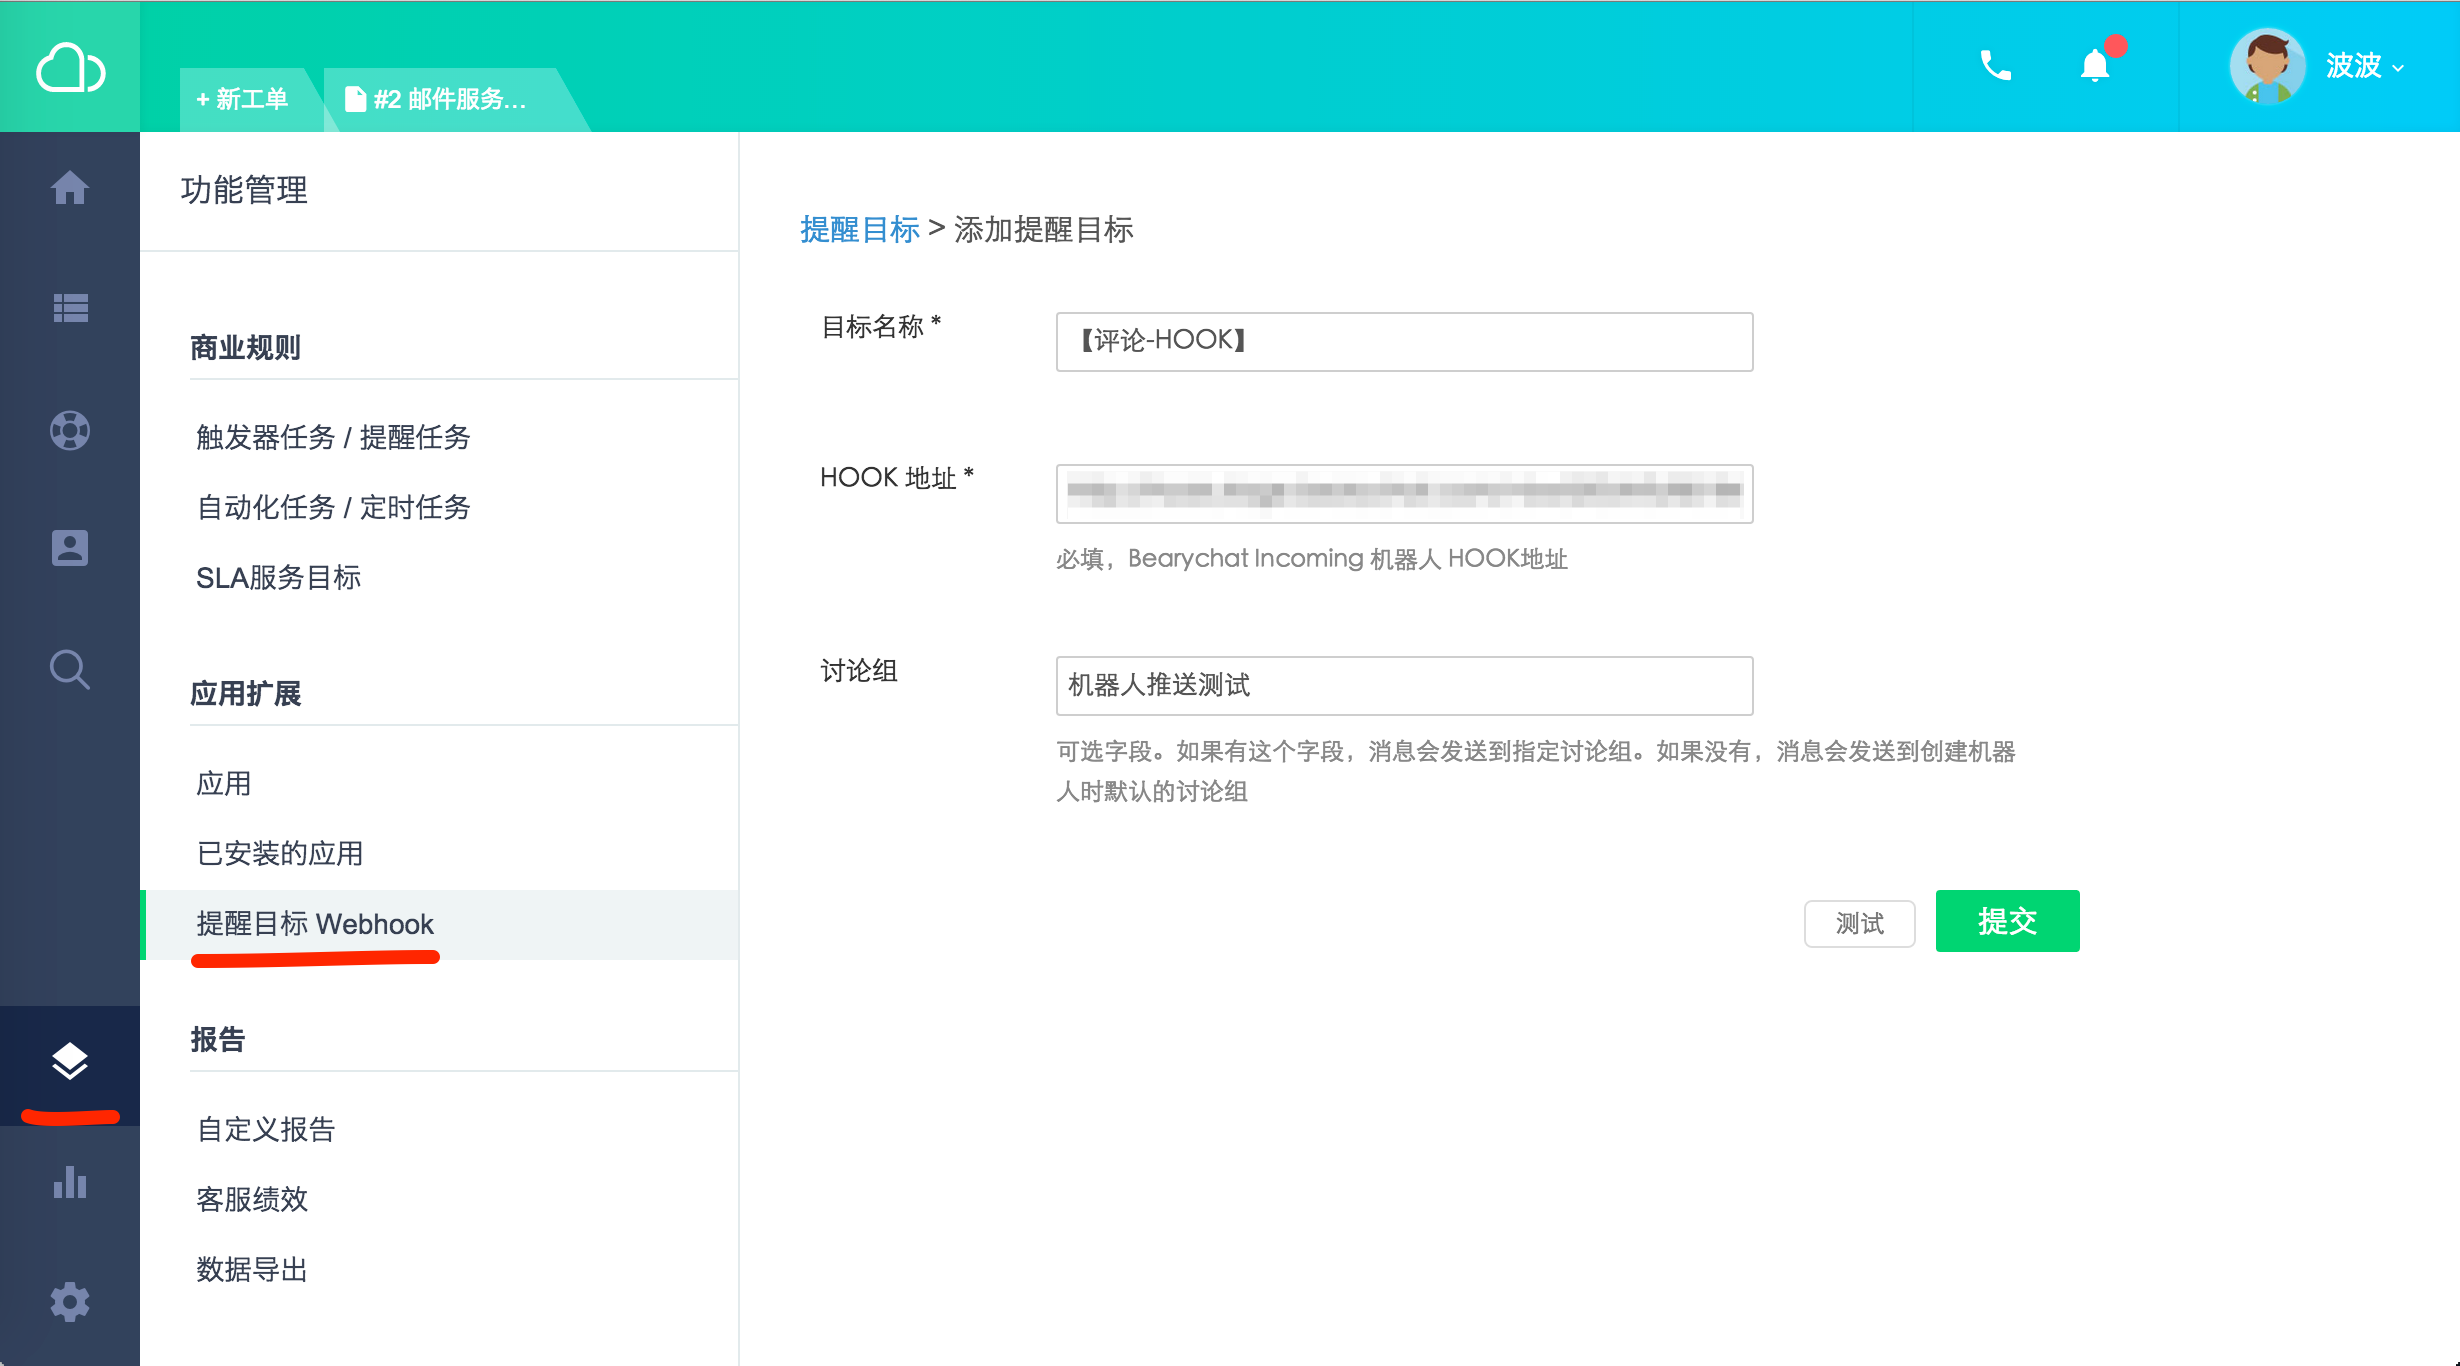 + 新工单
#2 邮件服务...
波波
功能管理
商业规则
触发器任务 / 提醒任务
自动化任务 / 定时任务
SLA服务目标
应用扩展
应用
已安装的应用
提醒目标 Webhook
报告
自定义报告
客服绩效
数据导出
提醒目标 > 添加提醒目标
目标名称 *
【评论-HOOK】
HOOK 地址 *
必填，Bearychat Incoming 机器人 HOOK地址
讨论组
机器人推送测试
可选字段。如果有这个字段，消息会发送到指定讨论组。如果没有，消息会发送到创建机器
人时默认的讨论组
测试
提交